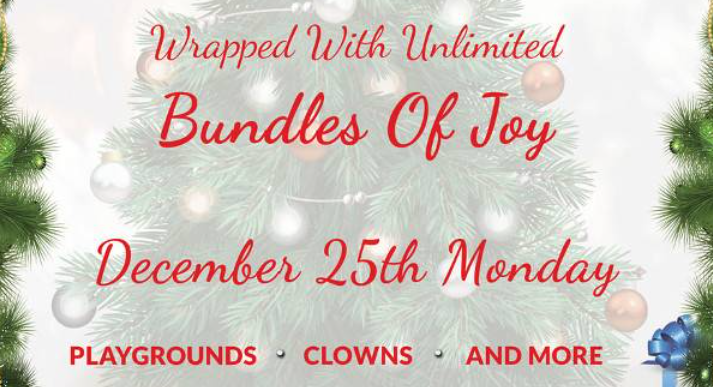 Wrapped With Unlimited
Bundles Of Joy
December 25th Monday
PLAYGROUNDS • CLOWNS • AND MORE